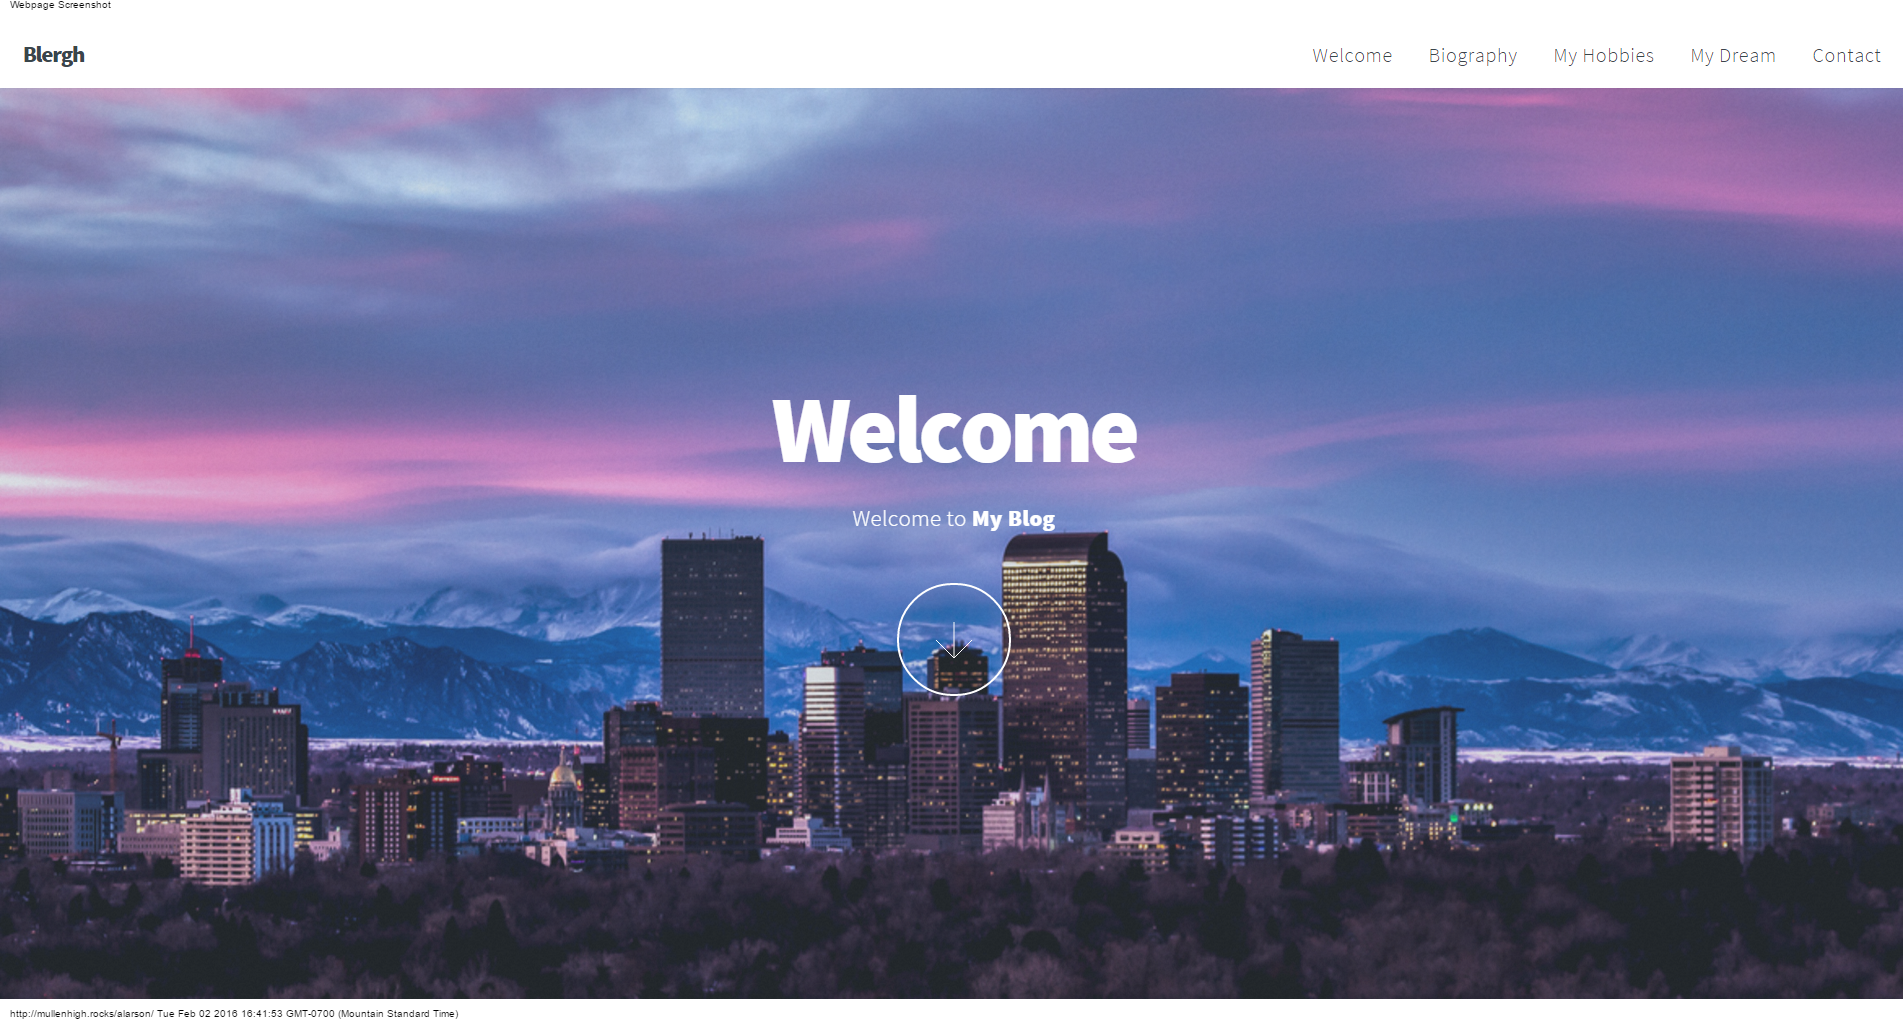 Webpage Screenshot
Blergh
Welcome Biography My Hobbies My Dream Contact
Welcome
Welcome to My Blog
http://mullenhigh.rocks/alarson/ Tue Feb 02 2016 16:41:53 GMT-0700 (Mountain Standard Time)